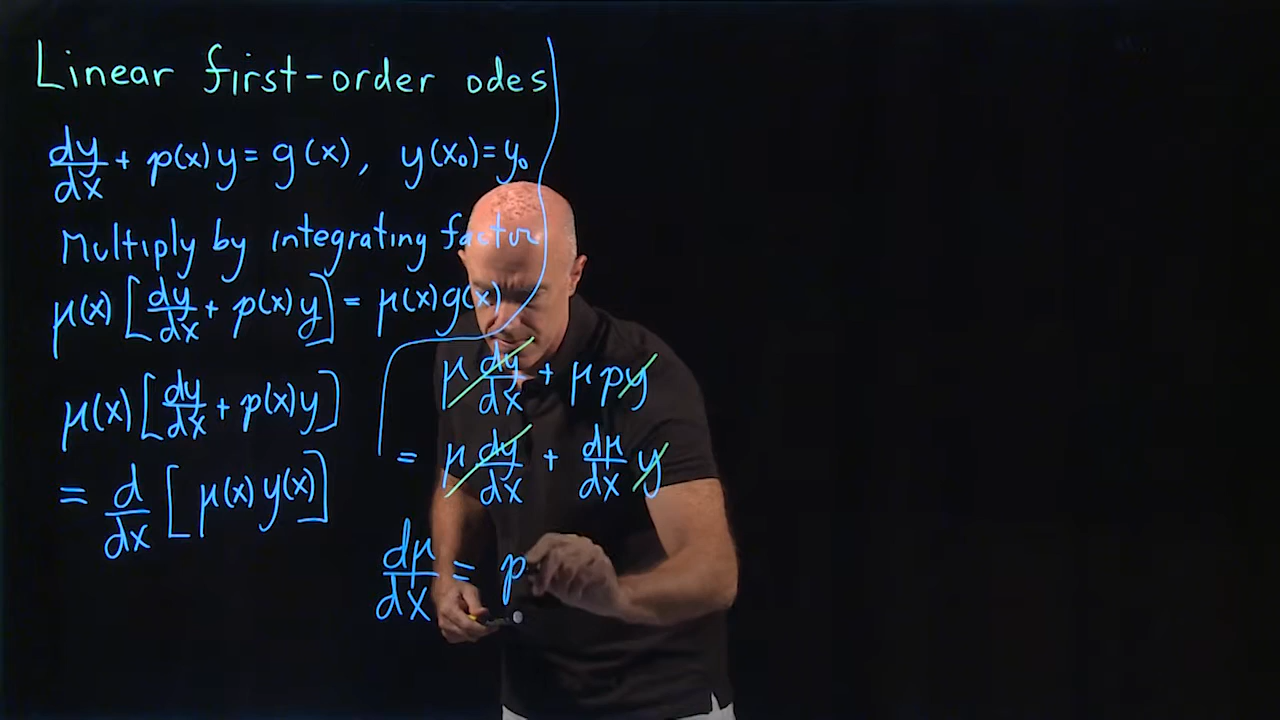 Linear first-order odes
dy/dx + p(x)y = g(x), y(x₀)=y₀
Multiply by integrating factor
μ(x)[dy/dx + p(x)y] = μ(x)g(x)
μ(x)[dy/dx + p(x)y]
= d/dx [μ(x)y(x)]
μ dy/dx + μpy
= μ dy/dx + dμ/dx y
dμ/dx = p